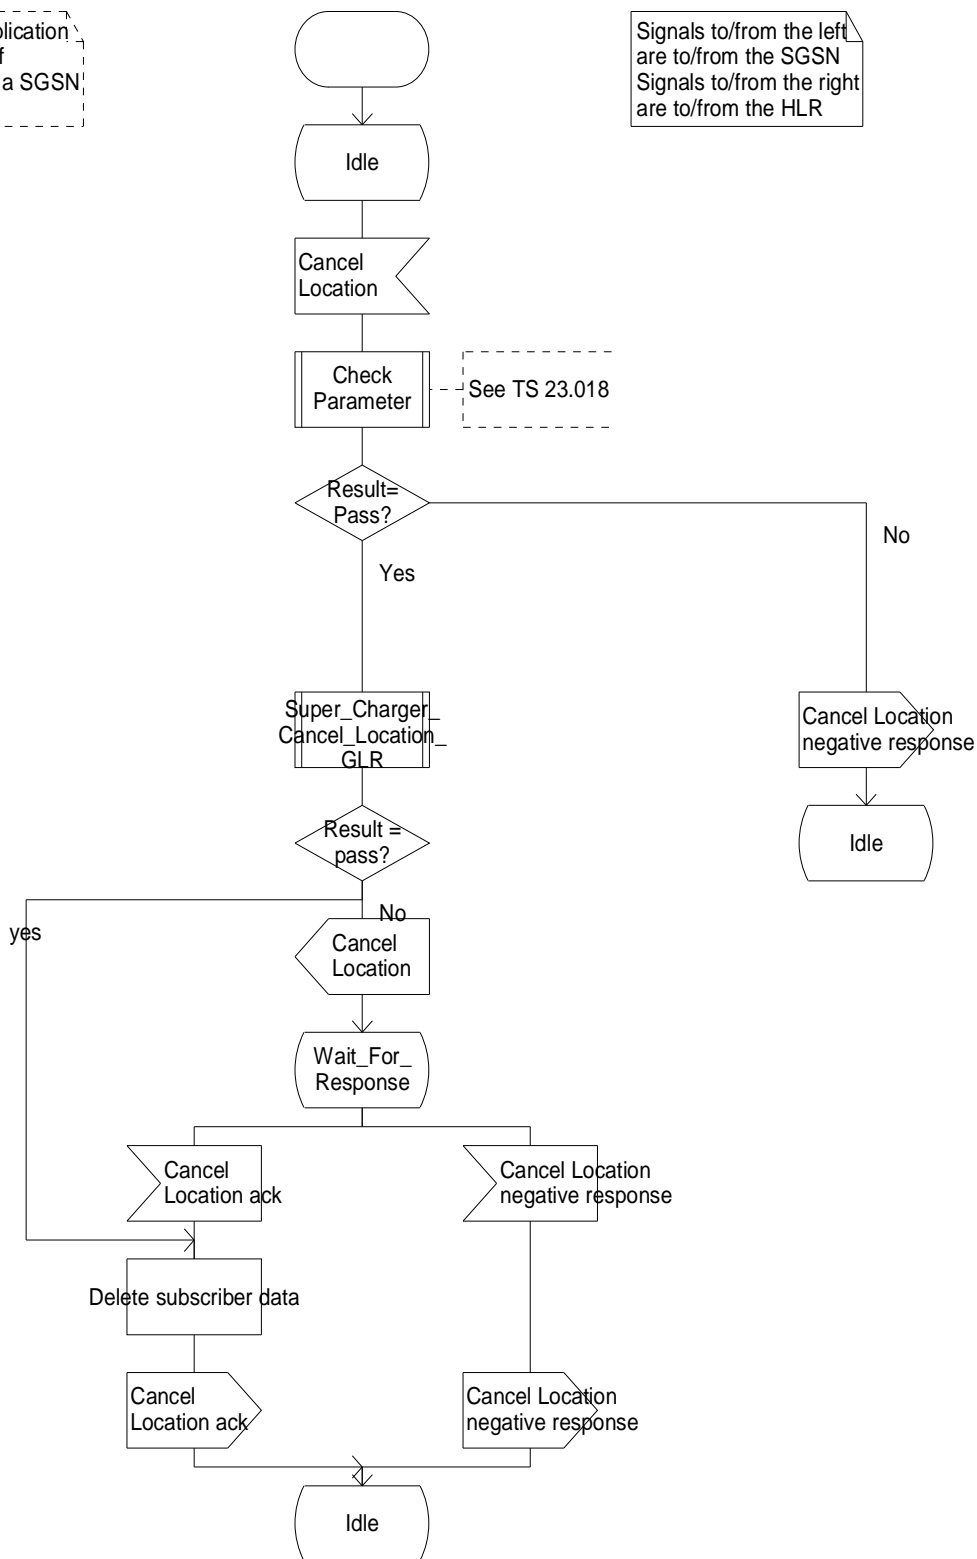 a SGSN
Signals to/from the left
are to/from the SGSN
Signals to/from the right
are to/from the HLR
Idle
Cancel
Location
Check
Parameter
See TS 23.018
Result=
Pass?
No
Yes
Super_Charger_
Cancel_Location_
GLR
Cancel Location
negative response
Result =
pass?
Idle
No
yes
Cancel
Location
Wait_For_
Response
Cancel
Location ack
Cancel Location
negative response
Delete subscriber data
Cancel
Location ack
Cancel Location
negative response
Idle